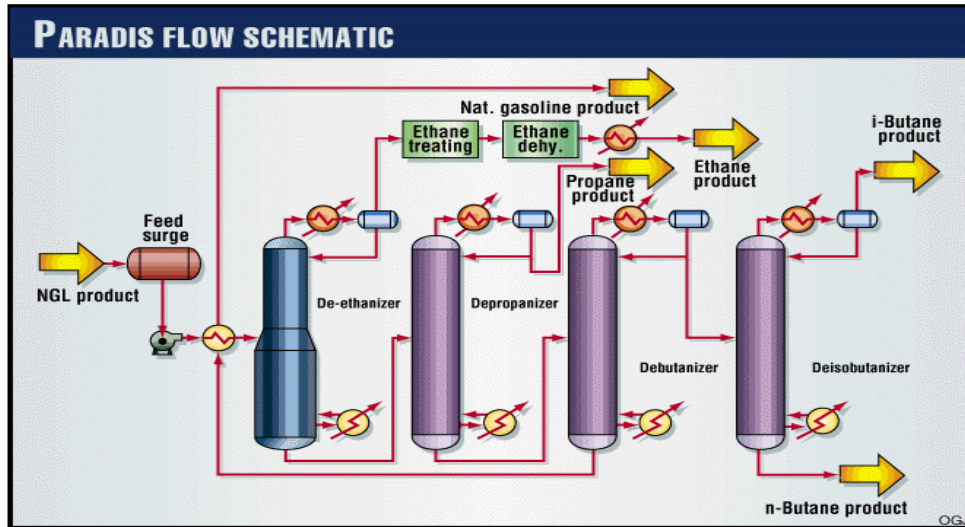 PARADIS FLOW SCHEMATIC
Nat. gasoline product
i-Butane
product
Ethane
treating
Ethane
dehy.
Ethane
product
Propane
product
Feed
surge
NGL product
De-ethanizer
Depropanizer
Debutanizer
Deisobutanizer
n-Butane product